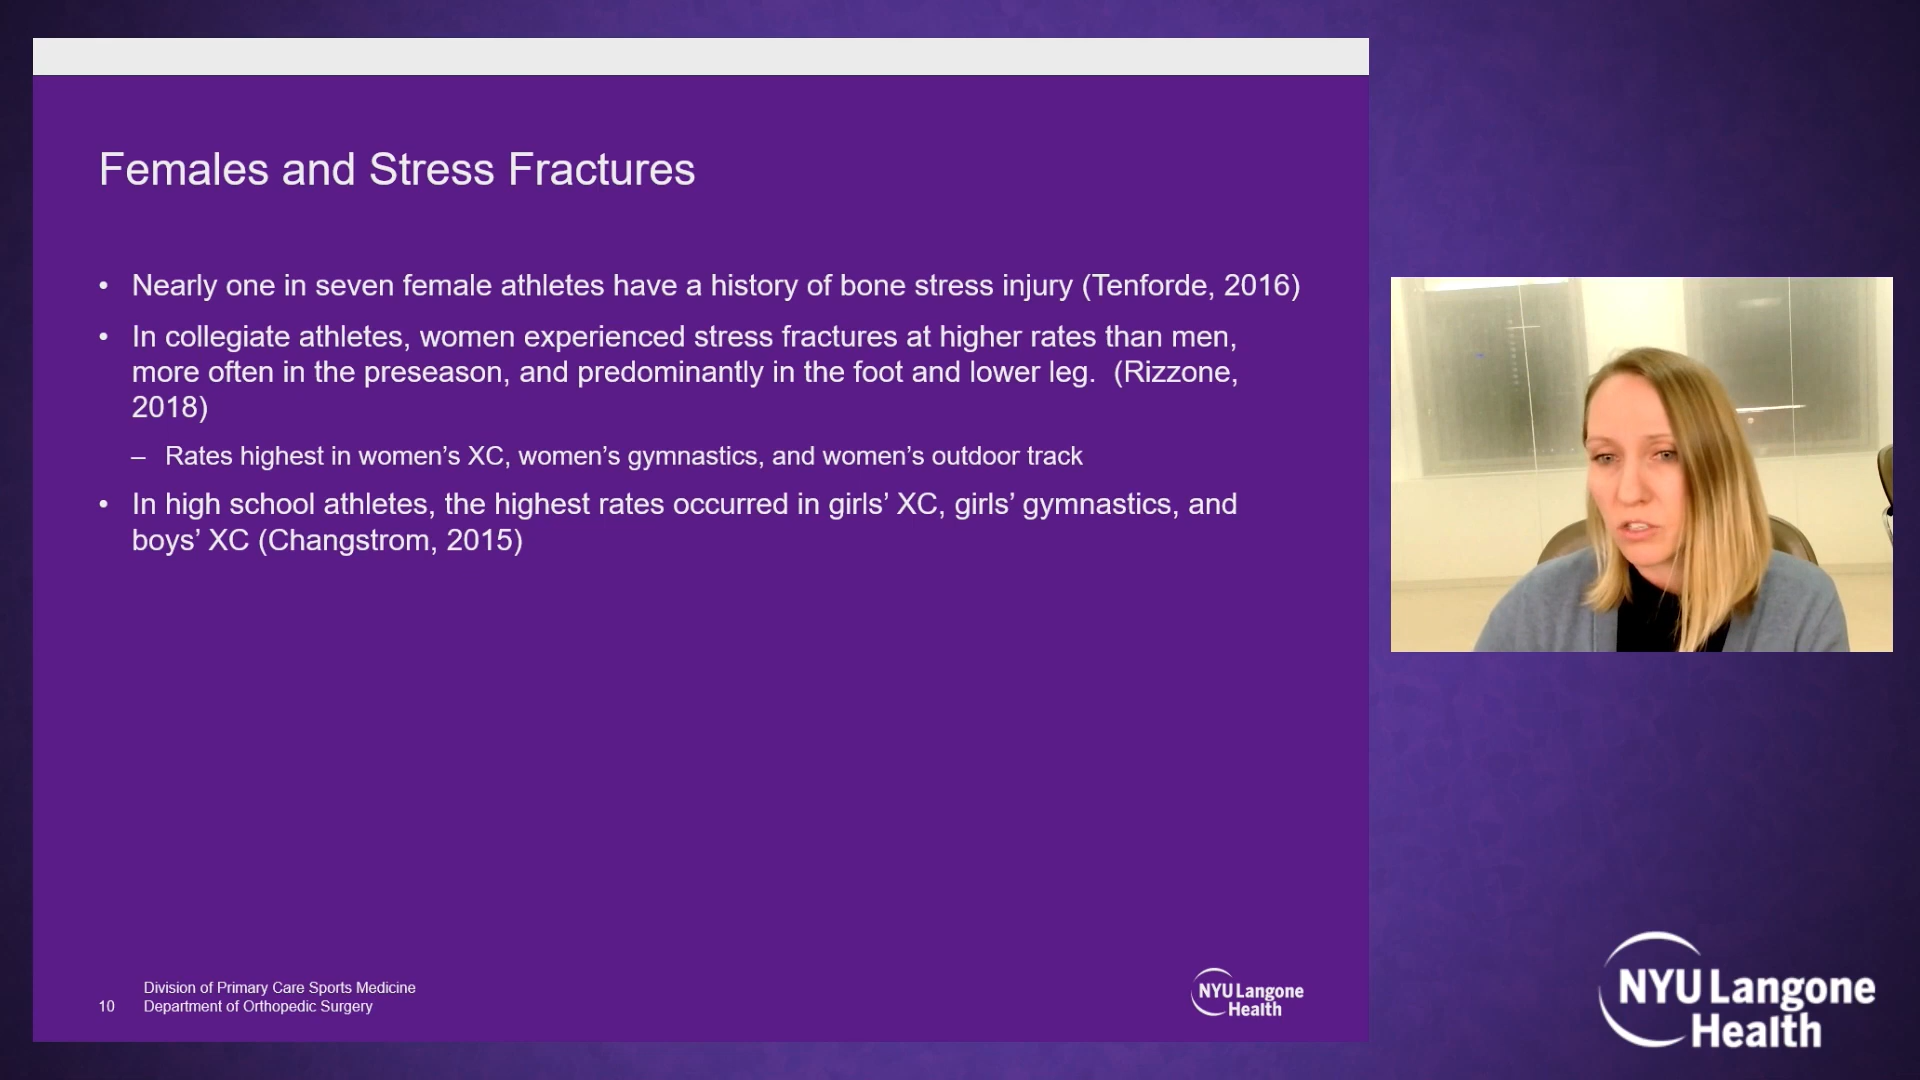 Females and Stress Fractures
• Nearly one in seven female athletes have a history of bone stress injury (Tenforde, 2016)
• In collegiate athletes, women experienced stress fractures at higher rates than men,
more often in the preseason, and predominantly in the foot and lower leg.  (Rizzone,
2018)
– Rates highest in women’s XC, women’s gymnastics, and women’s outdoor track
• In high school athletes, the highest rates occurred in girls’ XC, girls’ gymnastics, and
boys’ XC (Changstrom, 2015)
Division of Primary Care Sports Medicine
10 Department of Orthopedic Surgery
NYU Langone
Health
NYU Langone
Health